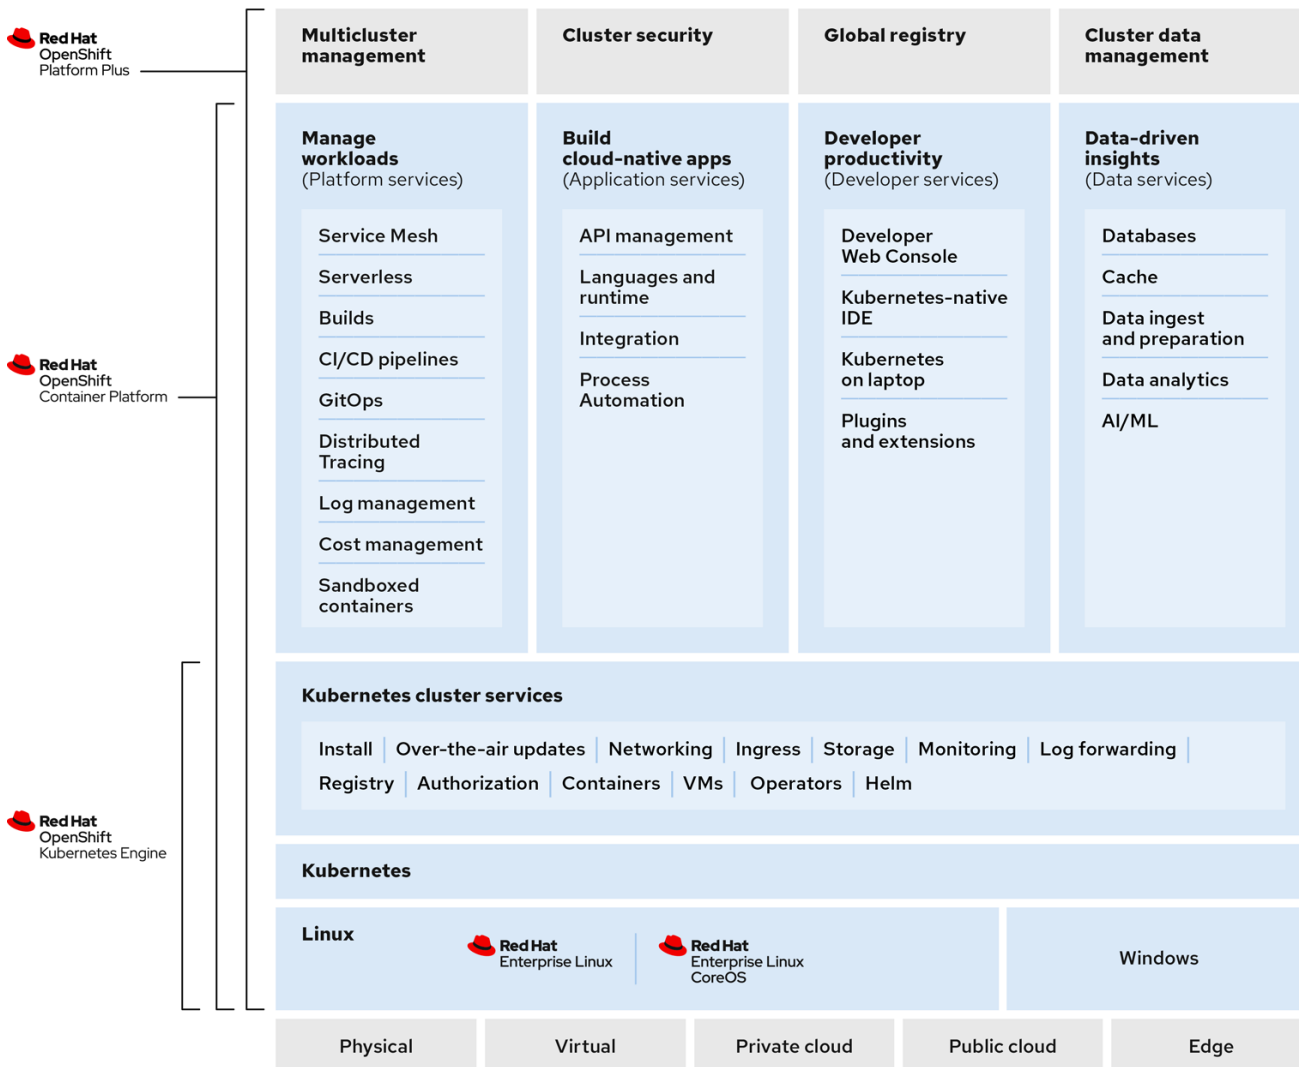 Red Hat
OpenShift
Platform Plus
Multicluster
management
Cluster security
Global registry
Cluster data
management
Red Hat
OpenShift
Container Platform
Manage
workloads
(Platform services)
Service Mesh
Serverless
Builds
CI/CD pipelines
GitOps
Distributed
Tracing
Log management
Cost management
Sandboxed
containers
Build
cloud-native apps
(Application services)
API management
Languages and
runtime
Integration
Process
Automation
Developer
productivity
(Developer services)
Developer
Web Console
Kubernetes-native
IDE
Kubernetes
on laptop
Plugins
and extensions
Data-driven
insights
(Data services)
Databases
Cache
Data ingest
and preparation
Data analytics
AI/ML
Red Hat
OpenShift
Kubernetes Engine
Kubernetes cluster services
Install | Over-the-air updates | Networking | Ingress | Storage | Monitoring | Log forwarding |
Registry | Authorization | Containers | VMs | Operators | Helm
Kubernetes
Linux
Red Hat
Enterprise Linux
Red Hat
Enterprise Linux
CoreOS
Windows
Physical
Virtual
Private cloud
Public cloud
Edge